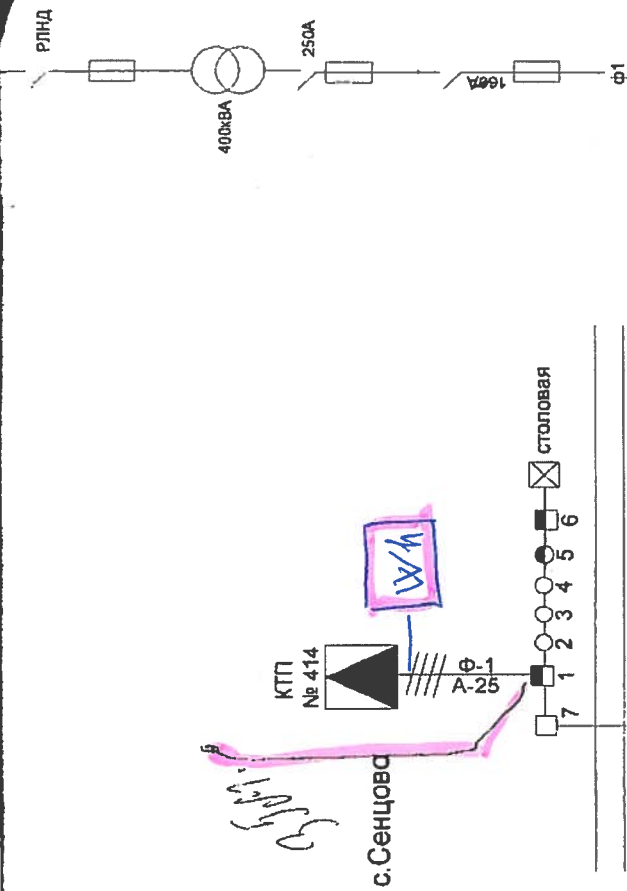 РЛНД
400кВА
250А
160А
ф1
КТП
№ 414
W/h
Ф-1
А-25
с.Сенцова
столовая
1 2 3 4 5 6
7